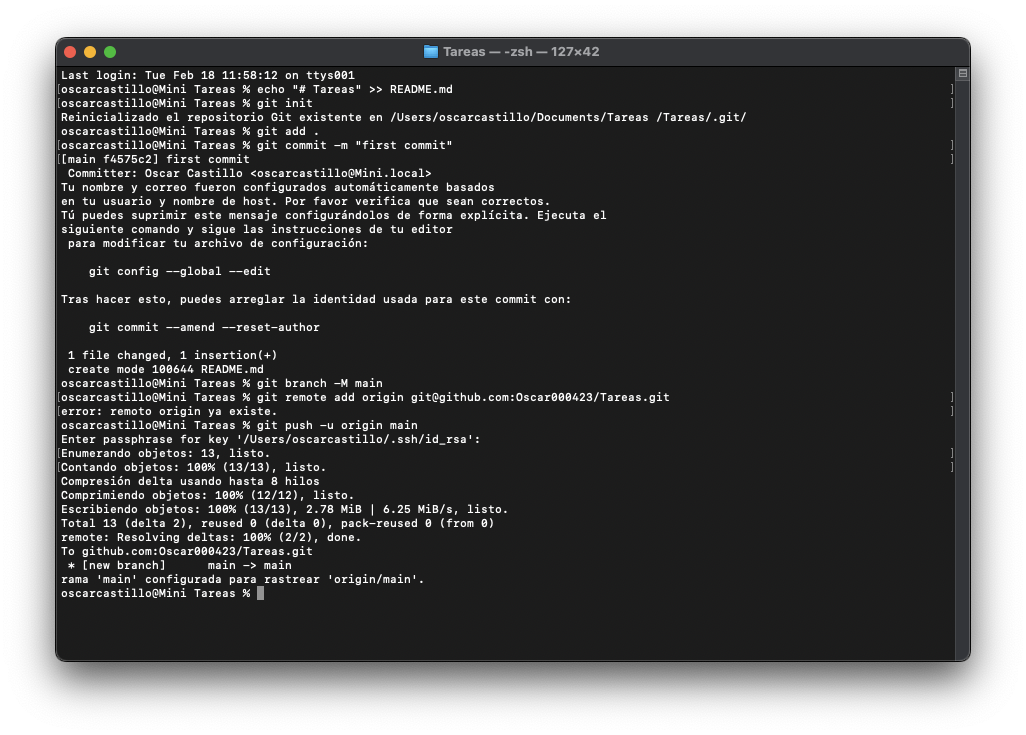 Tareas — -zsh — 127×42
Last login: Tue Feb 18 11:58:12 on ttys001
[oscarcastillo@Mini Tareas % echo "# Tareas" >> README.md ]
[oscarcastillo@Mini Tareas % git init ]
Reinicializado el repositorio Git existente en /Users/oscarcastillo/Documents/Tareas /Tareas/.git/
oscarcastillo@Mini Tareas % git add .
[oscarcastillo@Mini Tareas % git commit -m "first commit" ]
[[main f4575c2] first commit ]
Committer: Oscar Castillo <oscarcastillo@Mini.local>
Tu nombre y correo fueron configurados automáticamente basados
en tu usuario y nombre de host. Por favor verifica que sean correctos.
Tú puedes suprimir este mensaje configurándolos de forma explícita. Ejecuta el
siguiente comando y sigue las instrucciones de tu editor
para modificar tu archivo de configuración:
git config --global --edit
Tras hacer esto, puedes arreglar la identidad usada para este commit con:
git commit --amend --reset-author
1 file changed, 1 insertion(+)
create mode 100644 README.md
oscarcastillo@Mini Tareas % git branch -M main
[oscarcastillo@Mini Tareas % git remote add origin git@github.com:Oscar000423/Tareas.git ]
[error: remoto origin ya existe. ]
oscarcastillo@Mini Tareas % git push -u origin main
Enter passphrase for key '/Users/oscarcastillo/.ssh/id_rsa':
[Enumerando objetos: 13, listo. ]
[Contando objetos: 100% (13/13), listo. ]
Compresión delta usando hasta 8 hilos
Comprimiendo objetos: 100% (12/12), listo.
Escribiendo objetos: 100% (13/13), 2.78 MiB | 6.25 MiB/s, listo.
Total 13 (delta 2), reused 0 (delta 0), pack-reused 0 (from 0)
remote: Resolving deltas: 100% (2/2), done.
To github.com:Oscar000423/Tareas.git
* [new branch]      main -> main
rama 'main' configurada para rastrear 'origin/main'.
oscarcastillo@Mini Tareas %